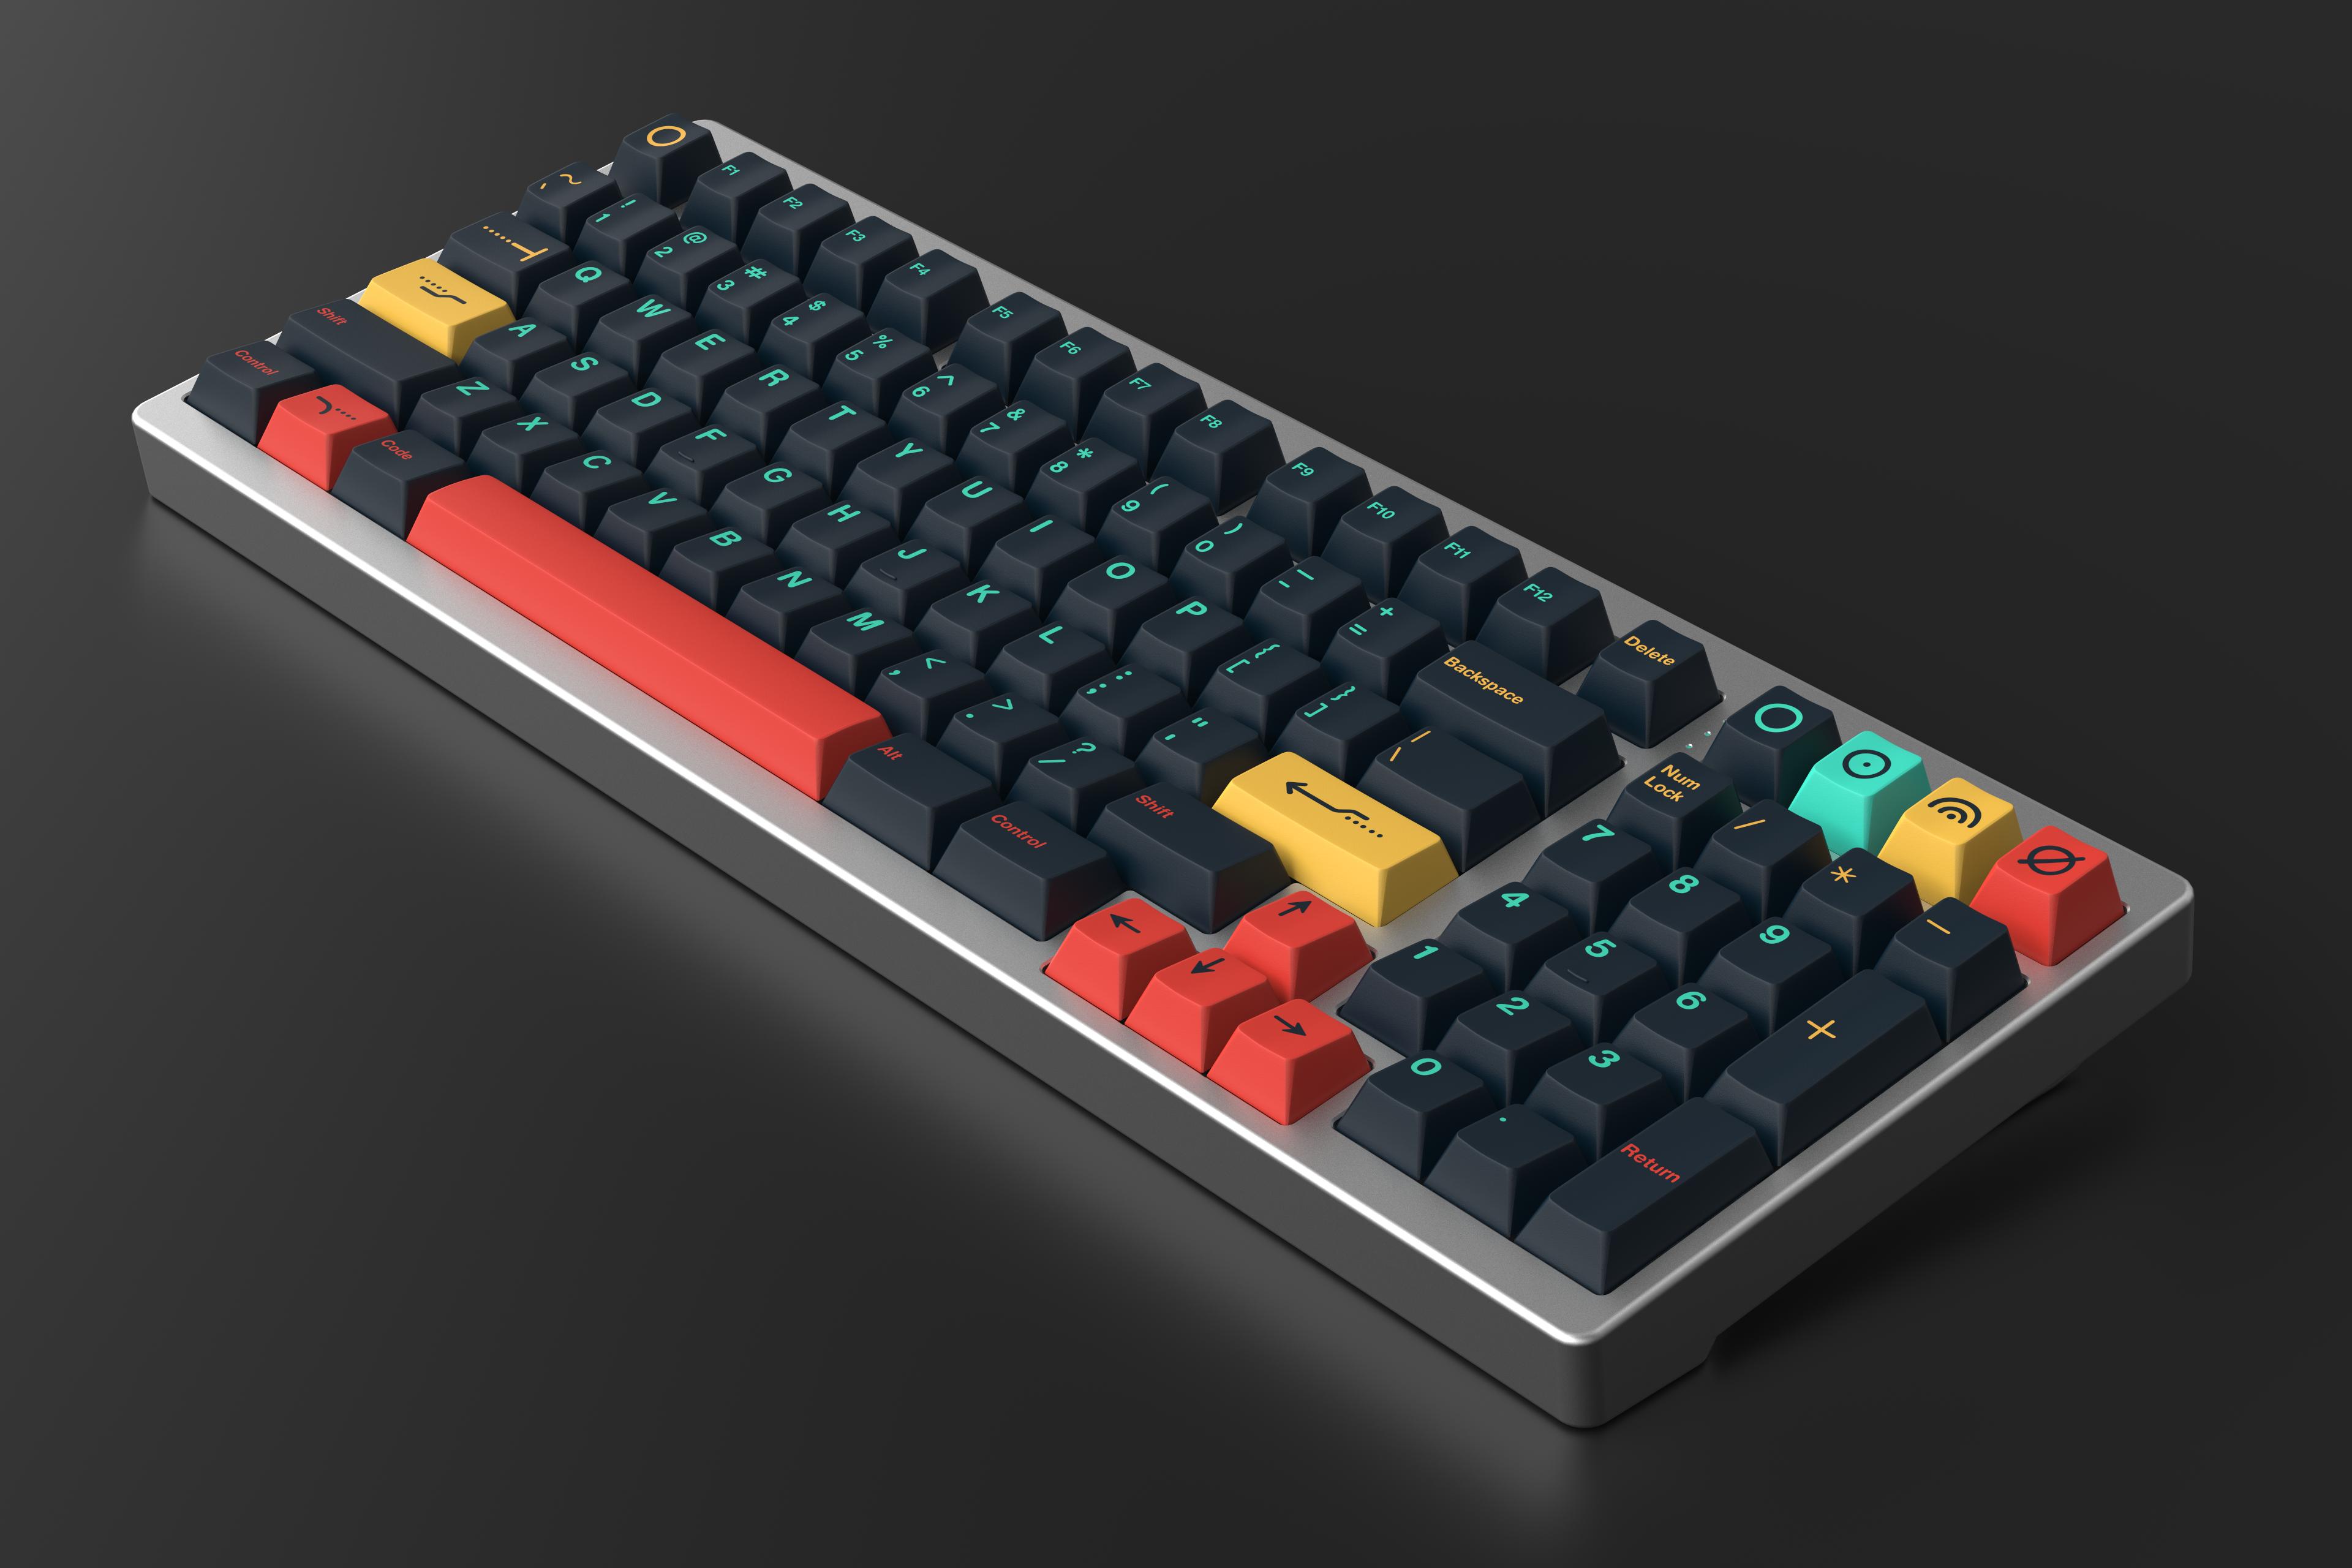 F1 F2 F3 F4 F5 F6 F7 F8 F9 F10 F11 F12 Delete
` ~ 1 ! 2 @ 3 # 4 $ 5 % 6 ^ 7 & 8 * 9 ( 0 ) - _ = + Backspace
Q W E R T Y U I O P [ { ] } \ |
A S D F G H J K L ; : ' "
Shift Z X C V B N M , < . > / ? Shift
Control Code Alt Control
← ↑ ↓ →
Num
Lock
/ * -
7 8 9 +
4 5 6
1 2 3
0 . Return